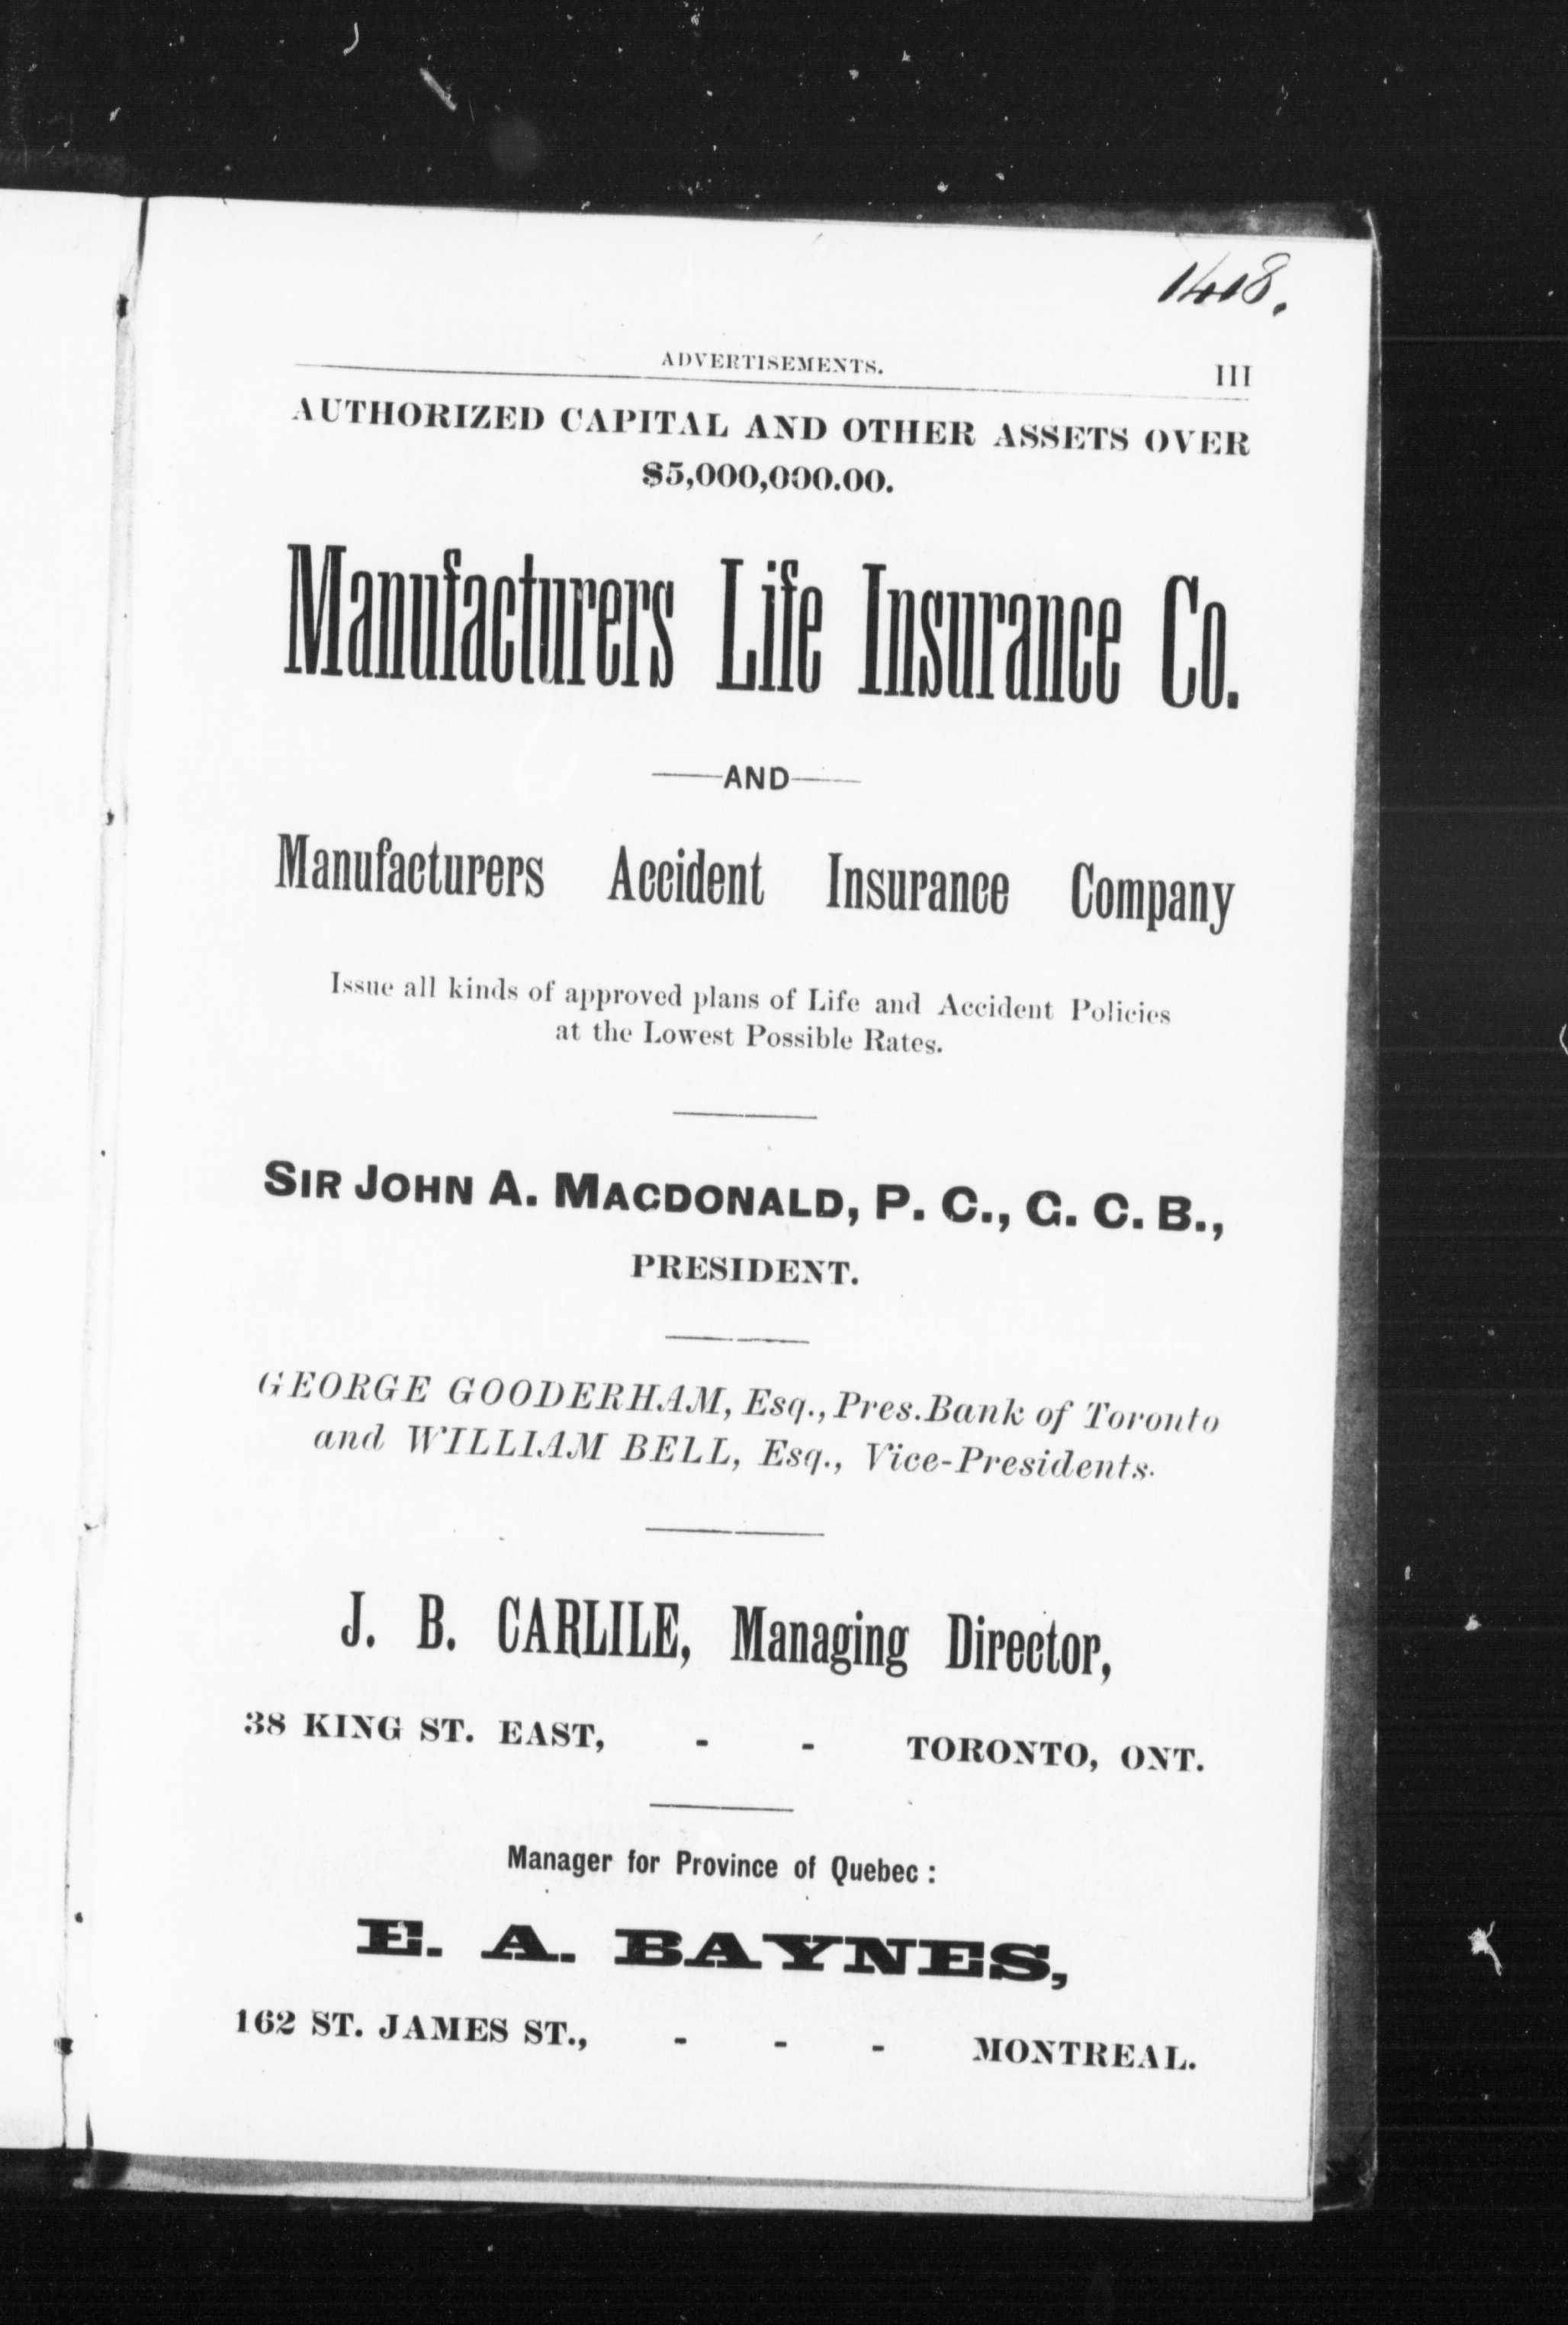 1418.
ADVERTISEMENTS. III
AUTHORIZED CAPITAL AND OTHER ASSETS OVER
$5,000,000.00.
Manufacturers Life Insurance Co.
AND
Manufacturers Accident Insurance Company
Issue all kinds of approved plans of Life and Accident Policies
at the Lowest Possible Rates.
SIR JOHN A. MACDONALD, P. C., G. C. B.,
PRESIDENT.
GEORGE GOODERHAM, Esq., Pres. Bank of Toronto
and WILLIAM BELL, Esq., Vice-Presidents.
J. B. CARLILE, Managing Director,
38 KING ST. EAST, - - TORONTO, ONT.
Manager for Province of Quebec :
E. A. BAYNES,
162 ST. JAMES ST., - - - MONTREAL.